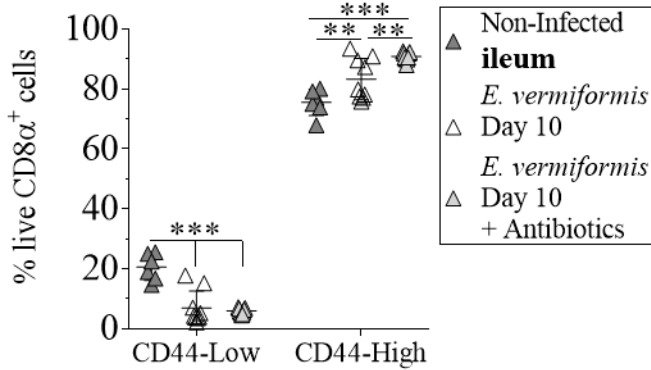 % live CD8α⁺ cells
100
80
60
40
20
0
***
***
**
**
CD44-Low
CD44-High
Non-Infected
ileum
E. vermiformis
Day 10
E. vermiformis
Day 10
+ Antibiotics